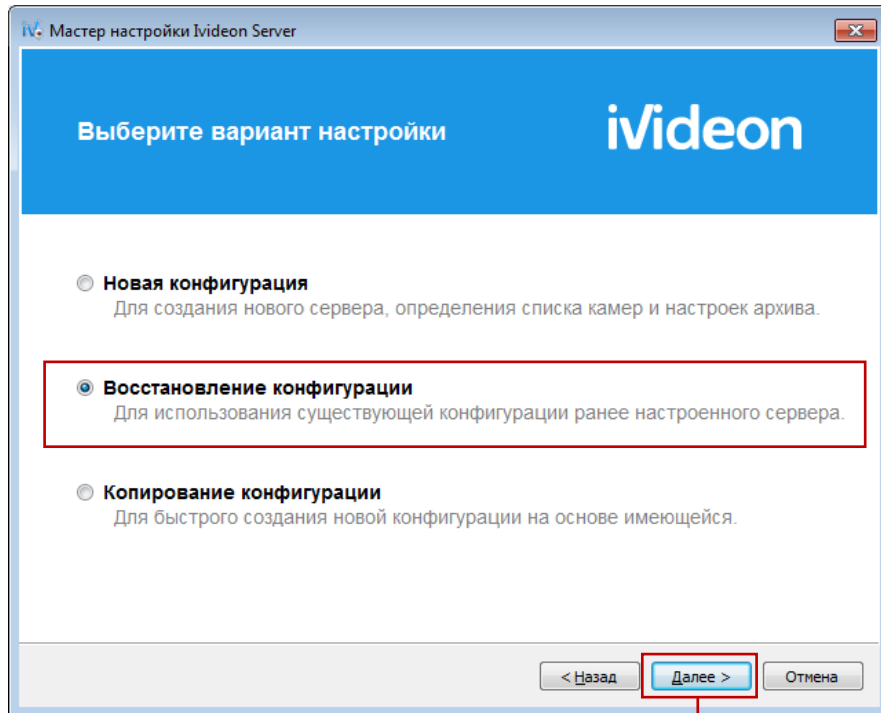 Мастер настройки Ivideon Server
Выберите вариант настройки
ivideon
Новая конфигурация
Для создания нового сервера, определения списка камер и настроек архива.
Восстановление конфигурации
Для использования существующей конфигурации ранее настроенного сервера.
Копирование конфигурации
Для быстрого создания новой конфигурации на основе имеющейся.
< Назад
Далее >
Отмена